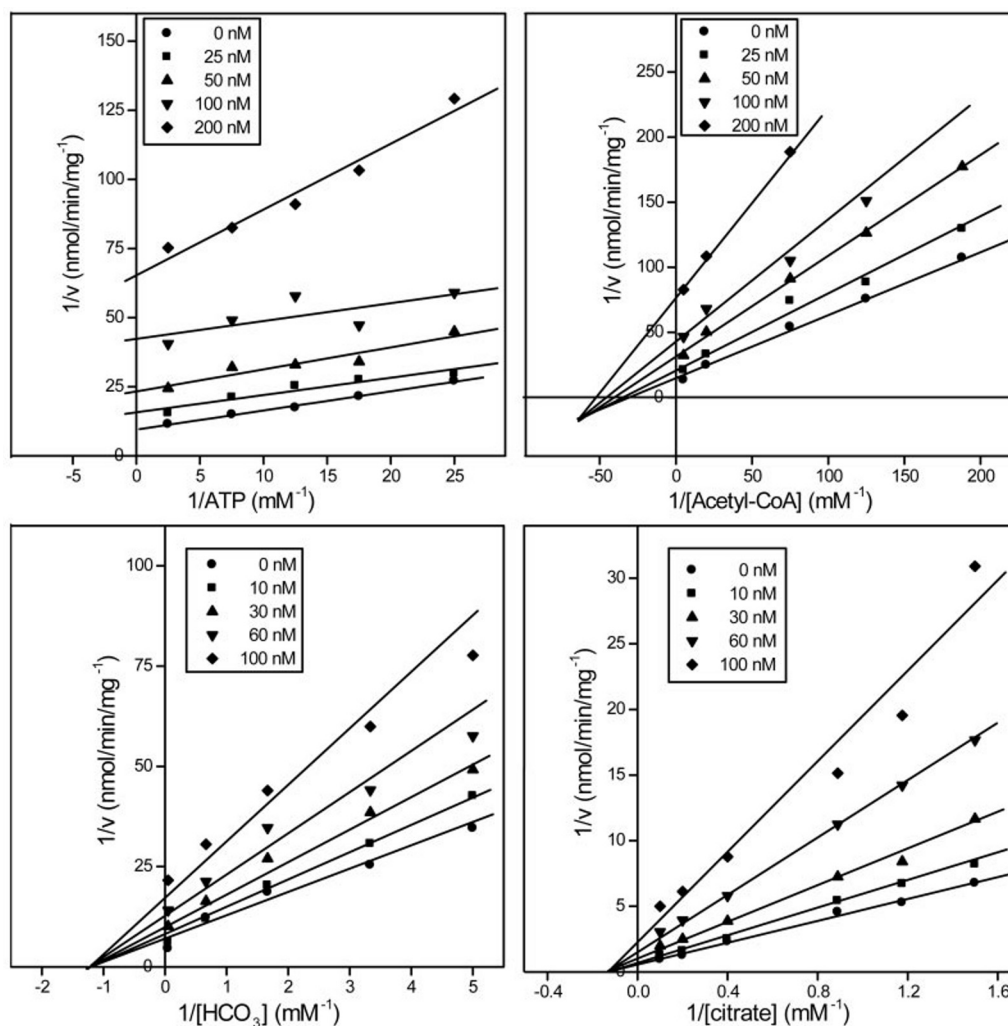 0 nM
25 nM
50 nM
100 nM
200 nM
150
125
100
75
50
25
0
1/v (nmol/min/mg⁻¹)
-5 0 5 10 15 20 25
1/ATP (mM⁻¹)
0 nM
25 nM
50 nM
100 nM
200 nM
250
200
150
100
50
0
1/v (nmol/min/mg⁻¹)
-50 0 50 100 150 200
1/[Acetyl-CoA] (mM⁻¹)
0 nM
10 nM
30 nM
60 nM
100 nM
100
75
50
25
0
1/v (nmol/min/mg⁻¹)
-2 -1 0 1 2 3 4 5
1/[HCO₃] (mM⁻¹)
0 nM
10 nM
30 nM
60 nM
100 nM
30
25
20
15
10
5
0
1/v (nmol/min/mg⁻¹)
-0.4 0.0 0.4 0.8 1.2 1.6
1/[citrate] (mM⁻¹)